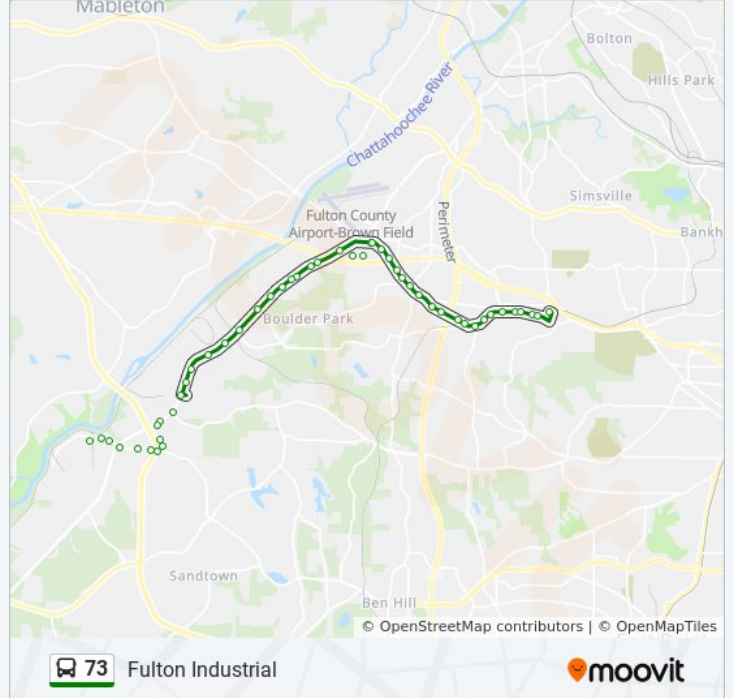 Mableton
Bolton
Hills Park
Chattahoochee River
Simsville
Perimeter
Fulton County
Airport-Brown Field
Bankh
Boulder Park
Sandtown
Ben Hill
© OpenStreetMap contributors | © OpenMapTiles
73 Fulton Industrial
moovit